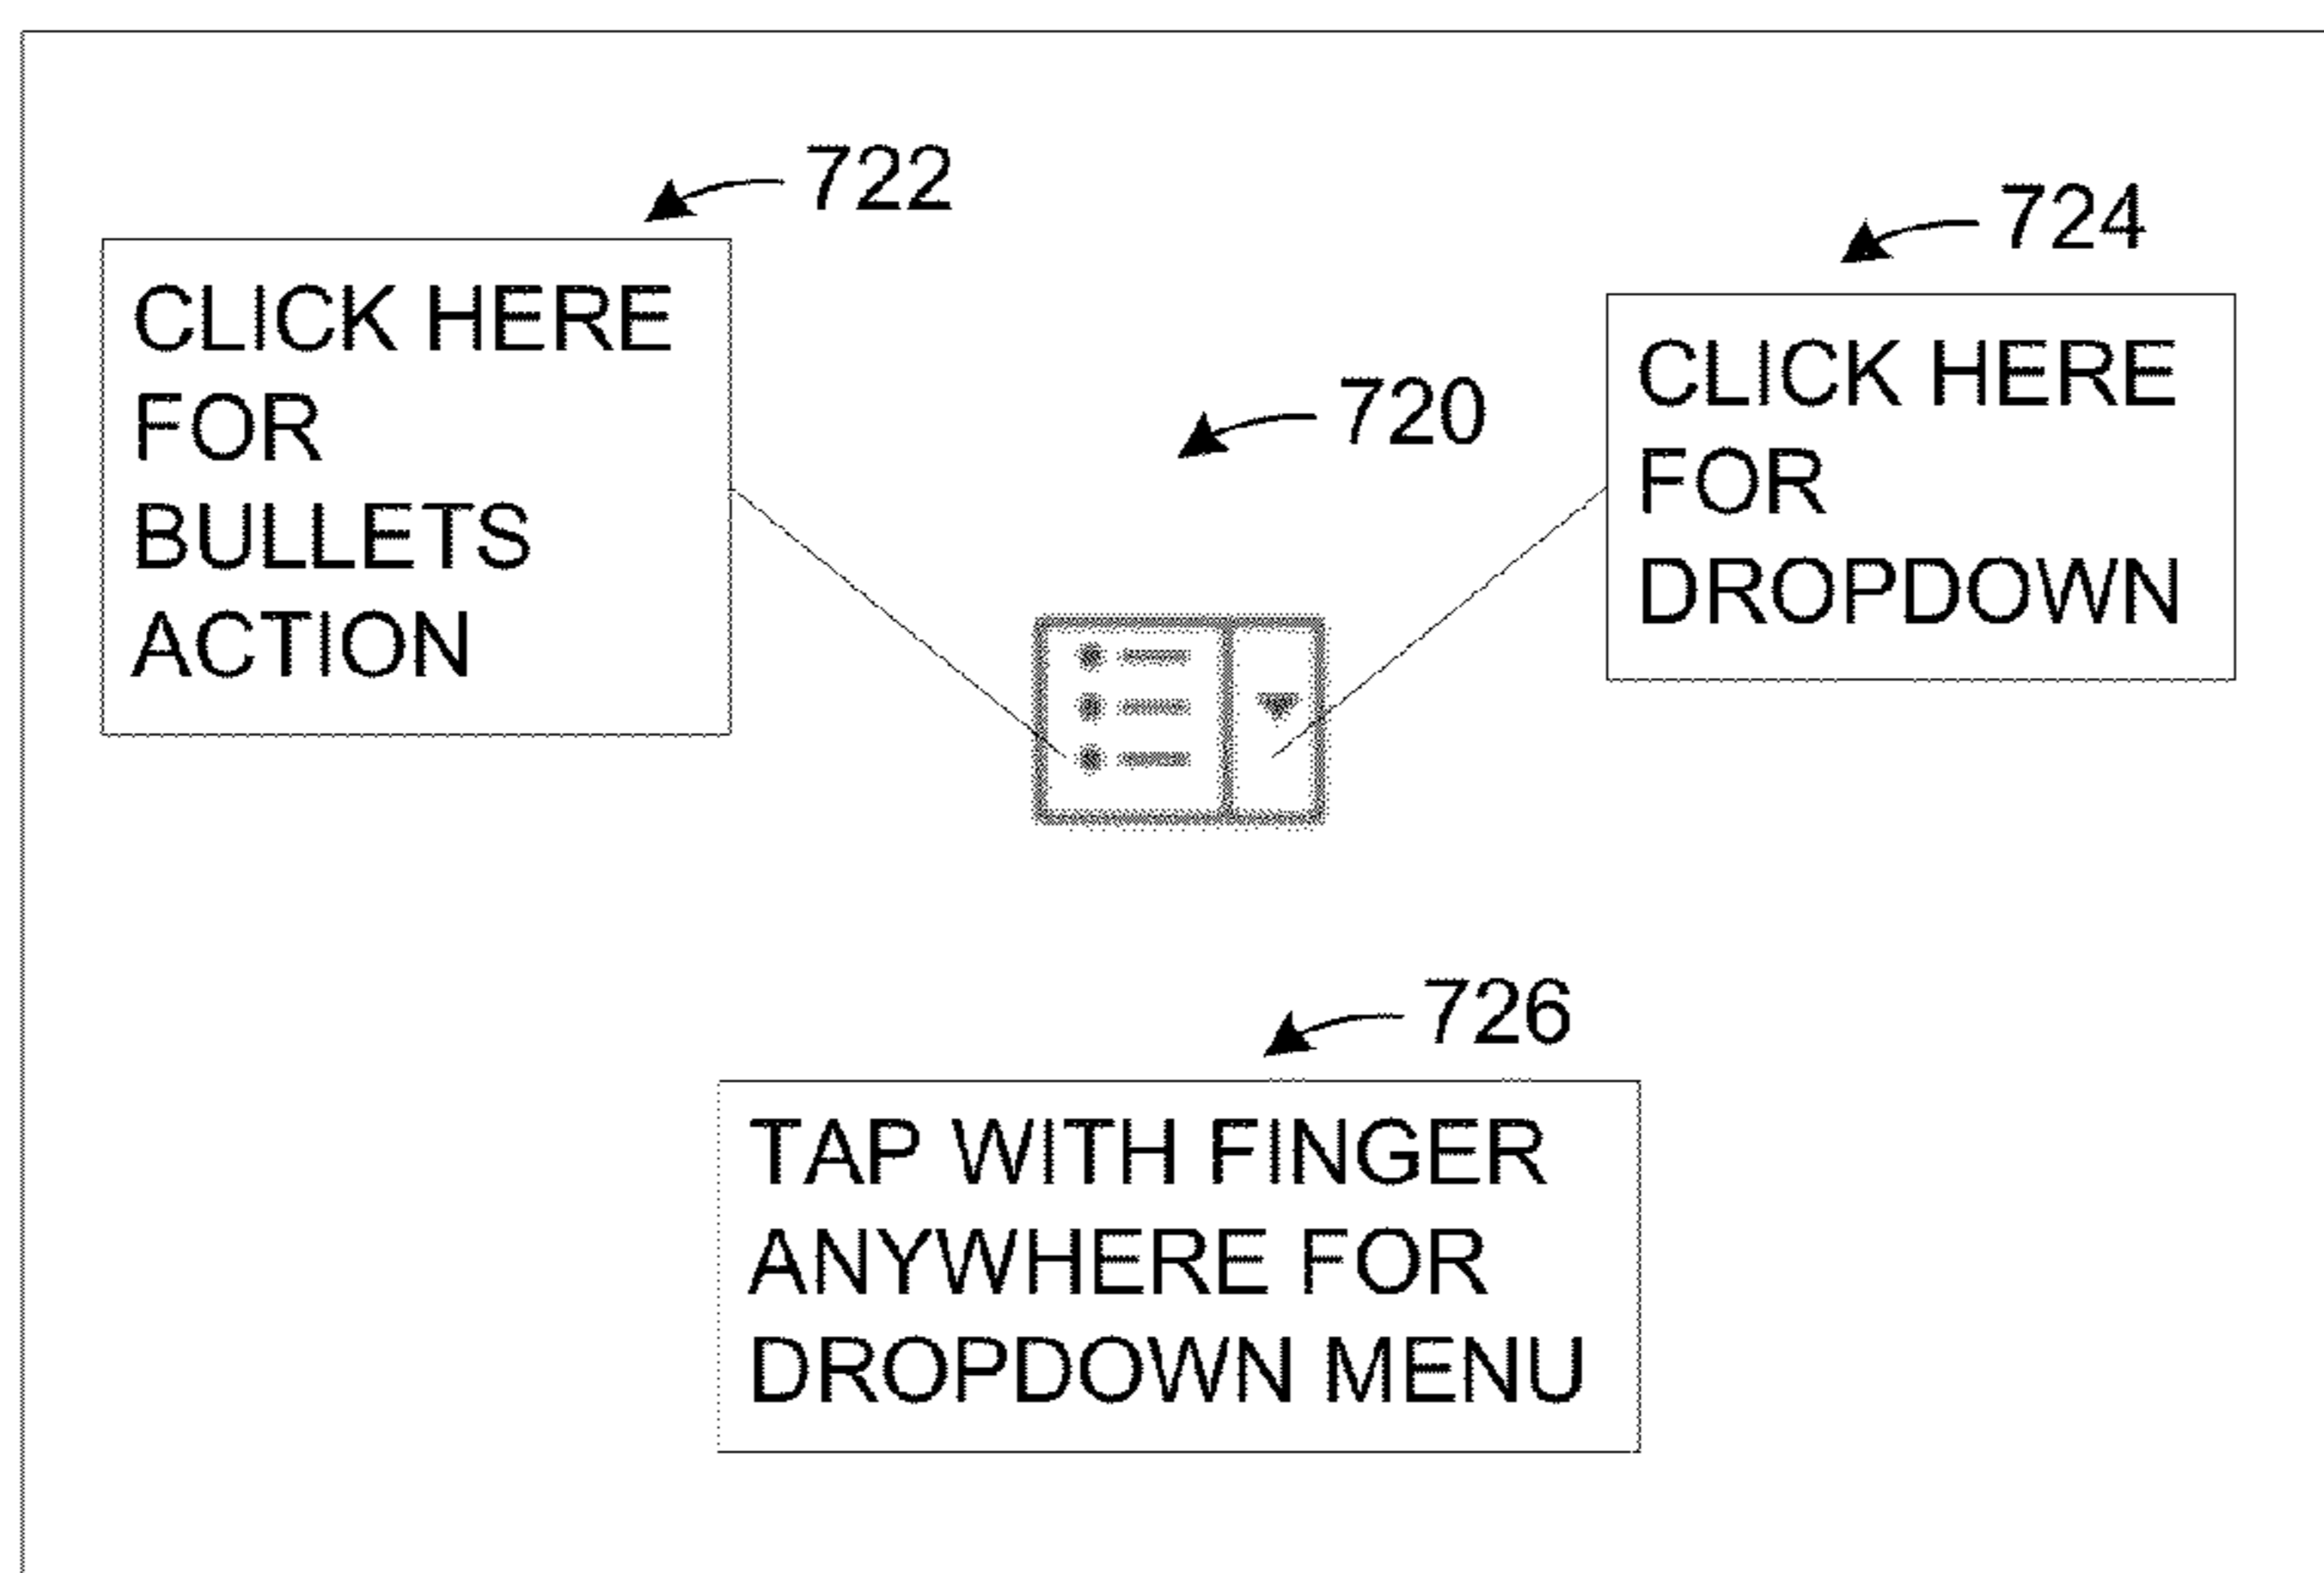 722
CLICK HERE
FOR
BULLETS
ACTION
724
CLICK HERE
FOR
DROPDOWN
720
726
TAP WITH FINGER
ANYWHERE FOR
DROPDOWN MENU